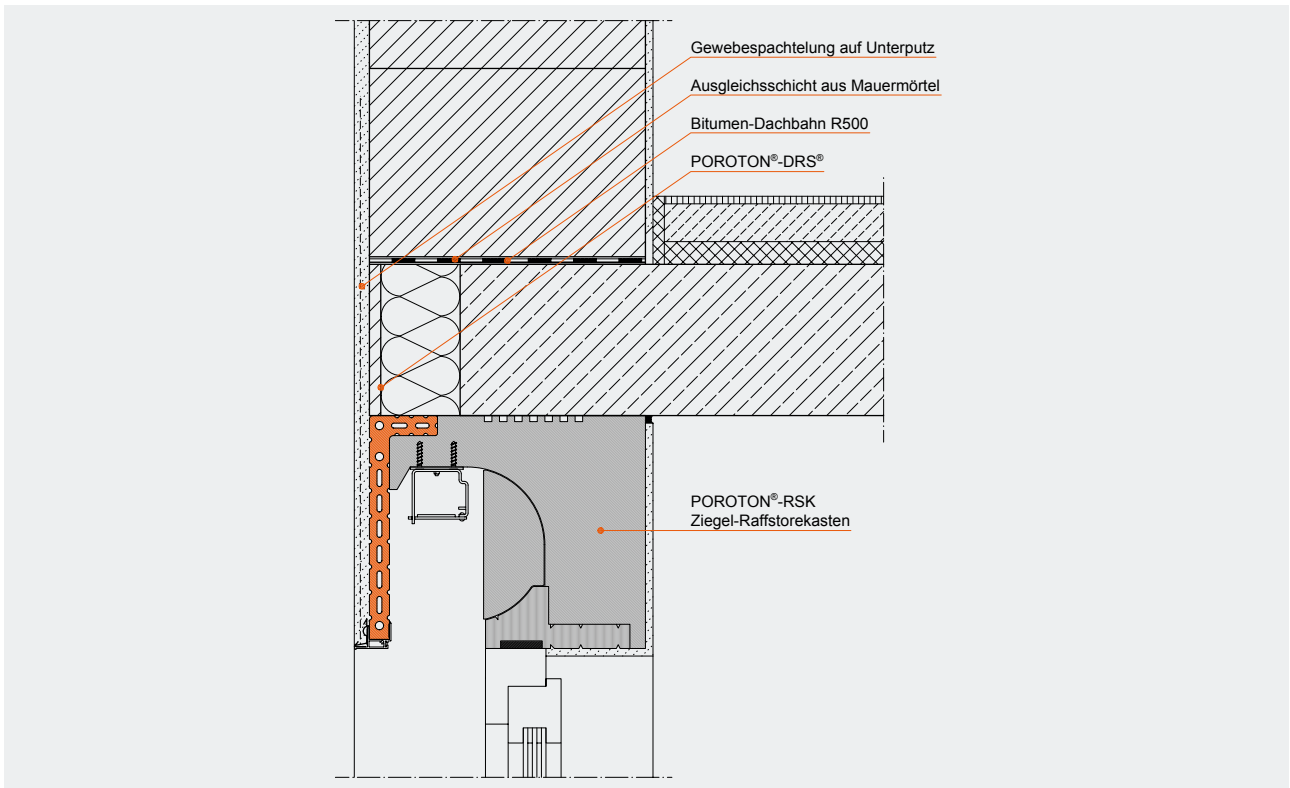 Gewebespachtelung auf Unterputz
Ausgleichsschicht aus Mauermörtel
Bitumen-Dachbahn R500
POROTON®-DRS®
POROTON®-RSK
Ziegel-Raffstorekasten